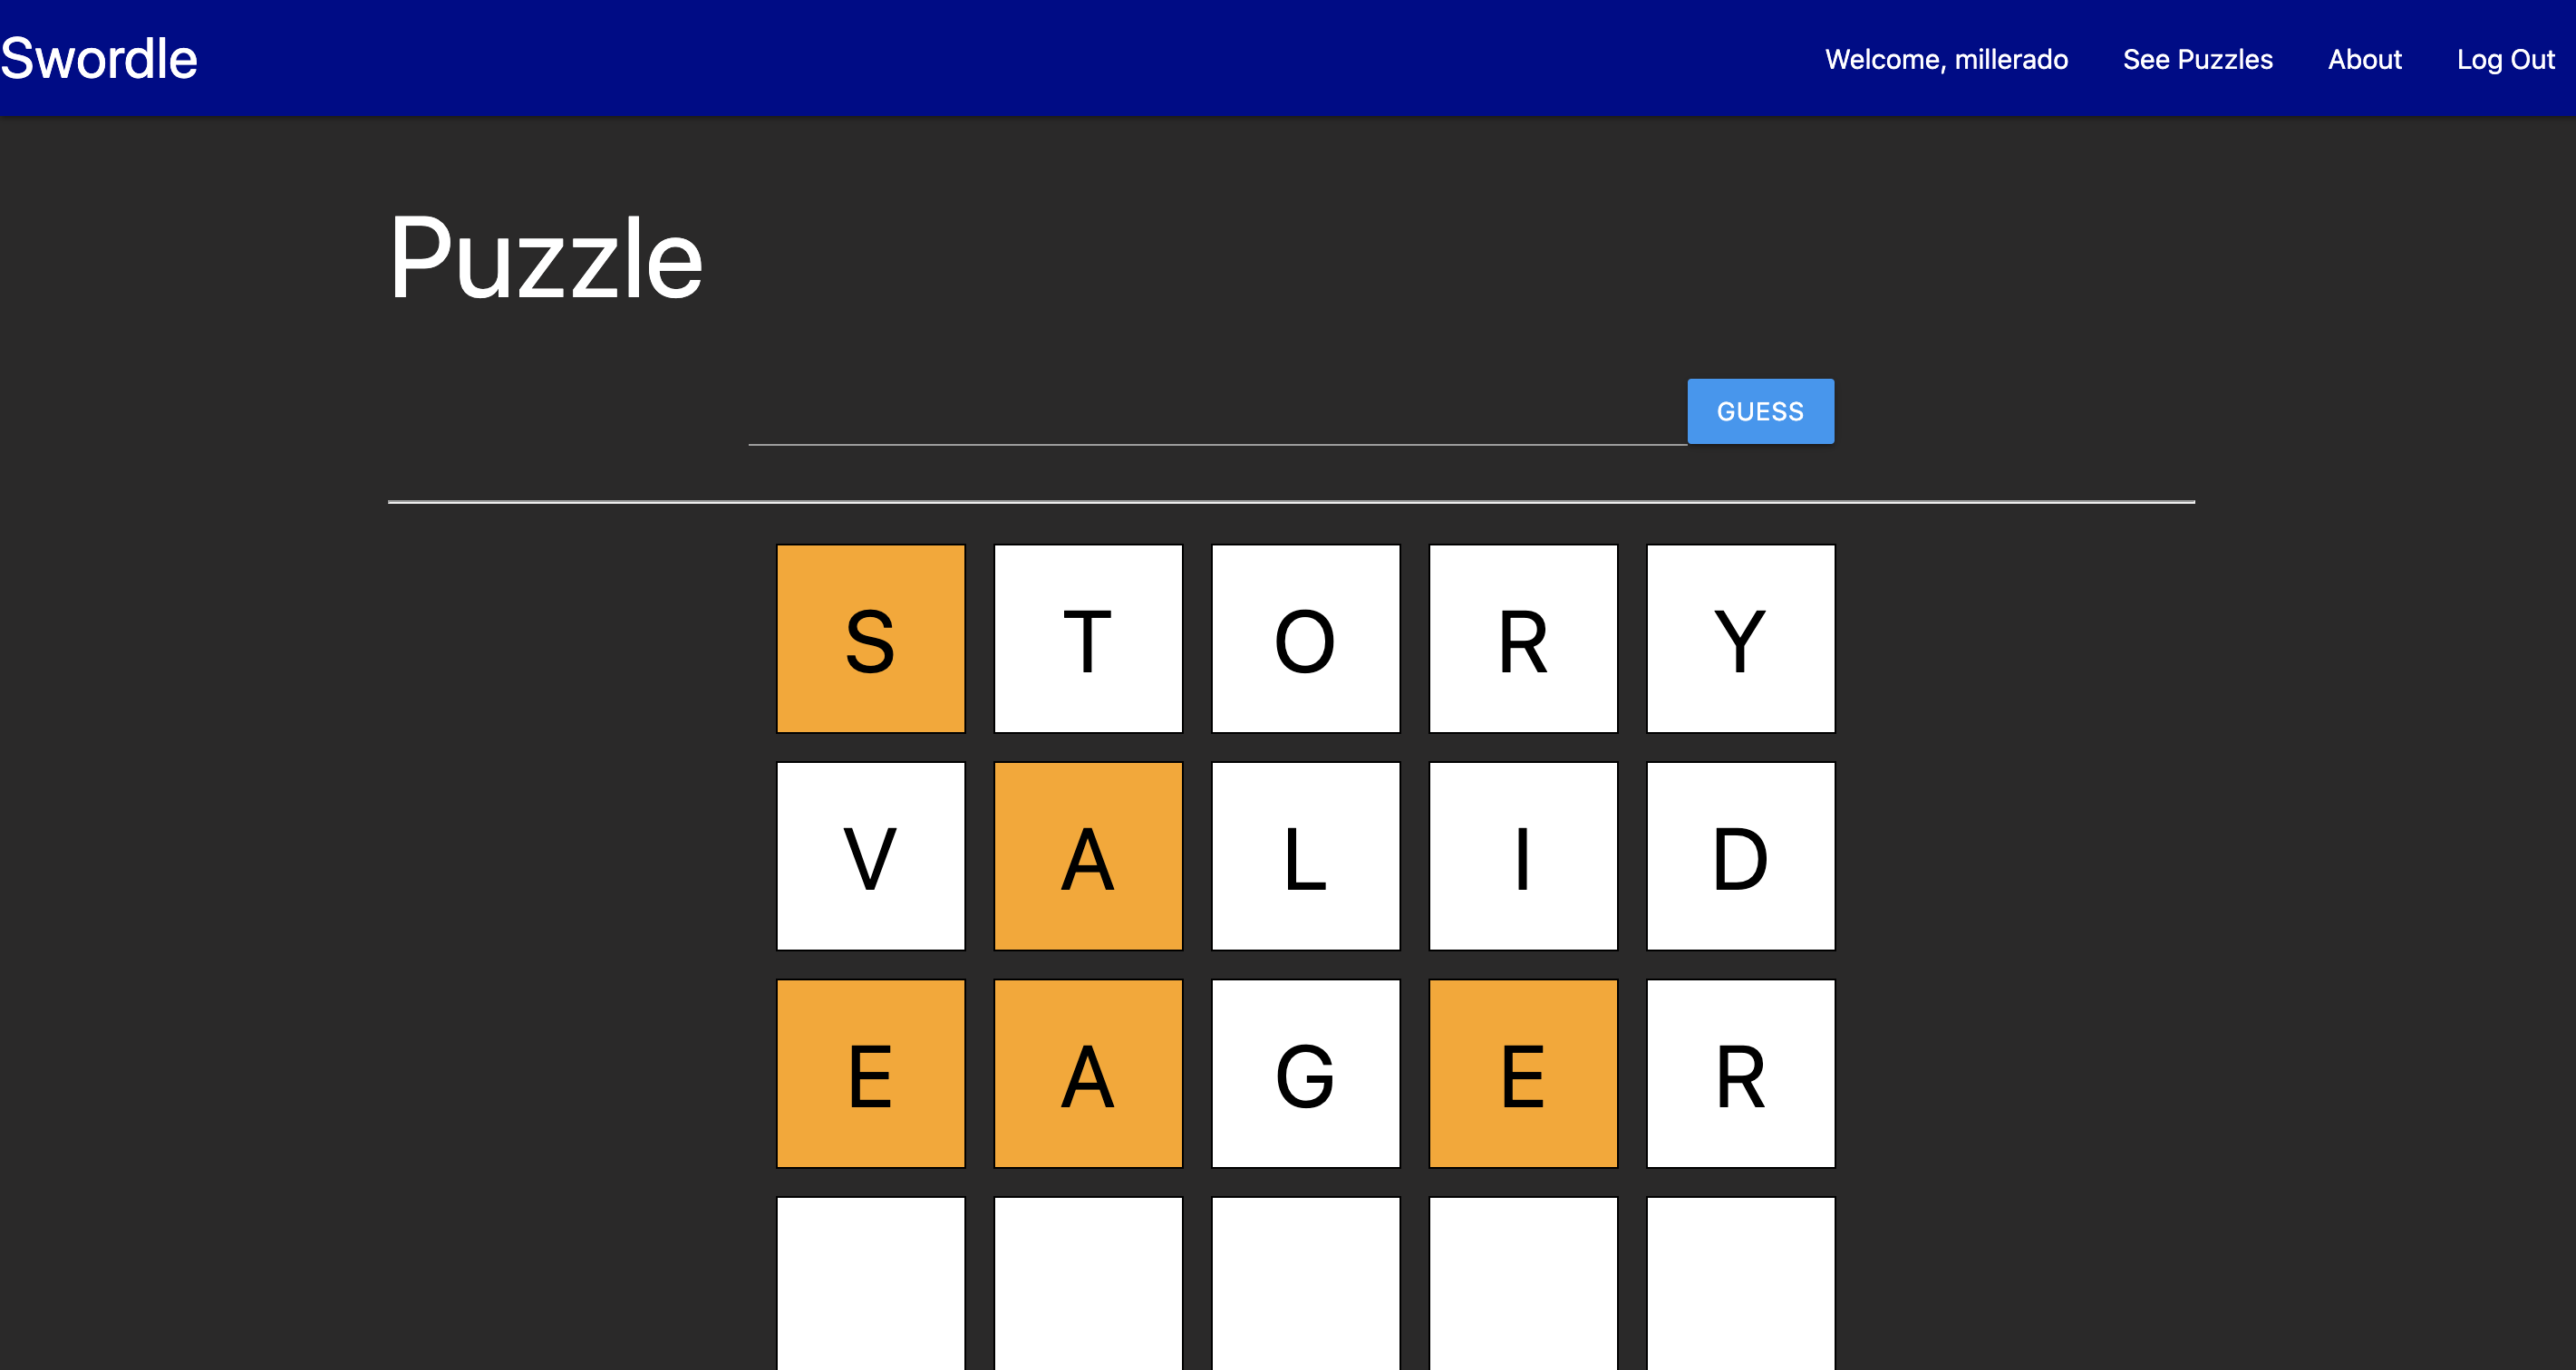 Swordle Welcome, millerado See Puzzles About Log Out
Puzzle
GUESS
S T O R Y
V A L I D
E A G E R